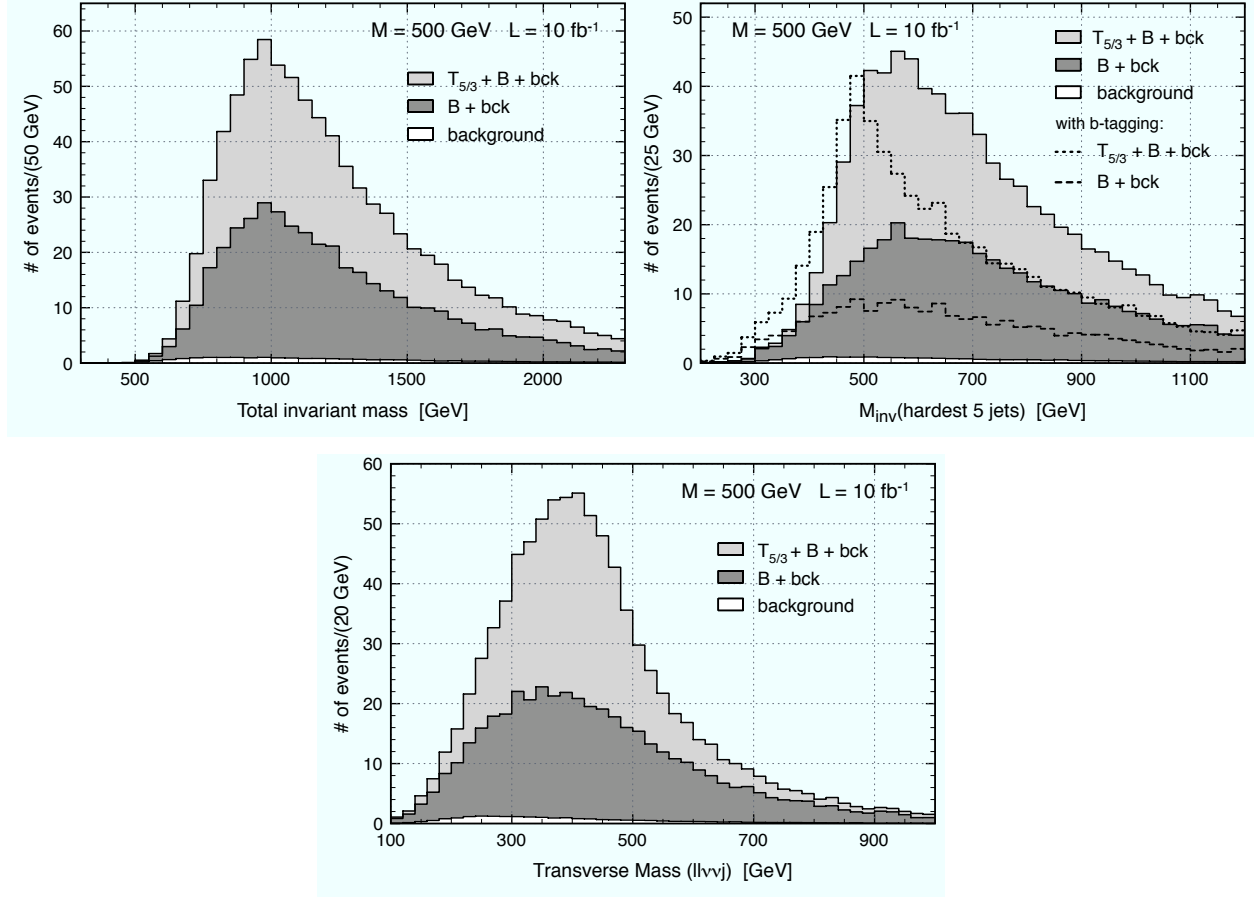 M = 500 GeV L = 10 fb⁻¹
T₅/₃ + B + bck
B + bck
background
# of events/(50 GeV)
60
50
40
30
20
10
0
500 1000 1500 2000
Total invariant mass [GeV]
M = 500 GeV L = 10 fb⁻¹
T₅/₃ + B + bck
B + bck
background
with b-tagging:
T₅/₃ + B + bck
B + bck
# of events/(25 GeV)
50
40
30
20
10
0
300 500 700 900 1100
M_inv(hardest 5 jets) [GeV]
M = 500 GeV L = 10 fb⁻¹
T₅/₃ + B + bck
B + bck
background
# of events/(20 GeV)
60
50
40
30
20
10
0
100 300 500 700 900
Transverse Mass (llννj) [GeV]